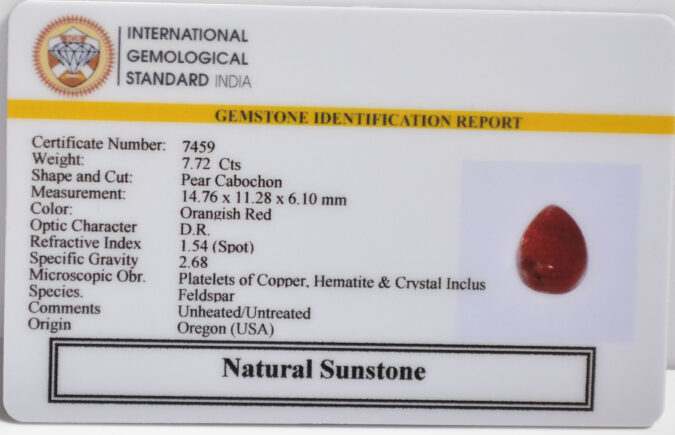 INTERNATIONAL
GEMOLOGICAL
STANDARD INDIA
GEMSTONE IDENTIFICATION REPORT
Certificate Number: 7459
Weight: 7.72 Cts
Shape and Cut: Pear Cabochon
Measurement: 14.76 x 11.28 x 6.10 mm
Color: Orangish Red
Optic Character D.R.
Refractive Index 1.54 (Spot)
Specific Gravity 2.68
Microscopic Obr. Platelets of Copper, Hematite & Crystal Inclus
Species. Feldspar
Comments Unheated/Untreated
Origin Oregon (USA)
Natural Sunstone